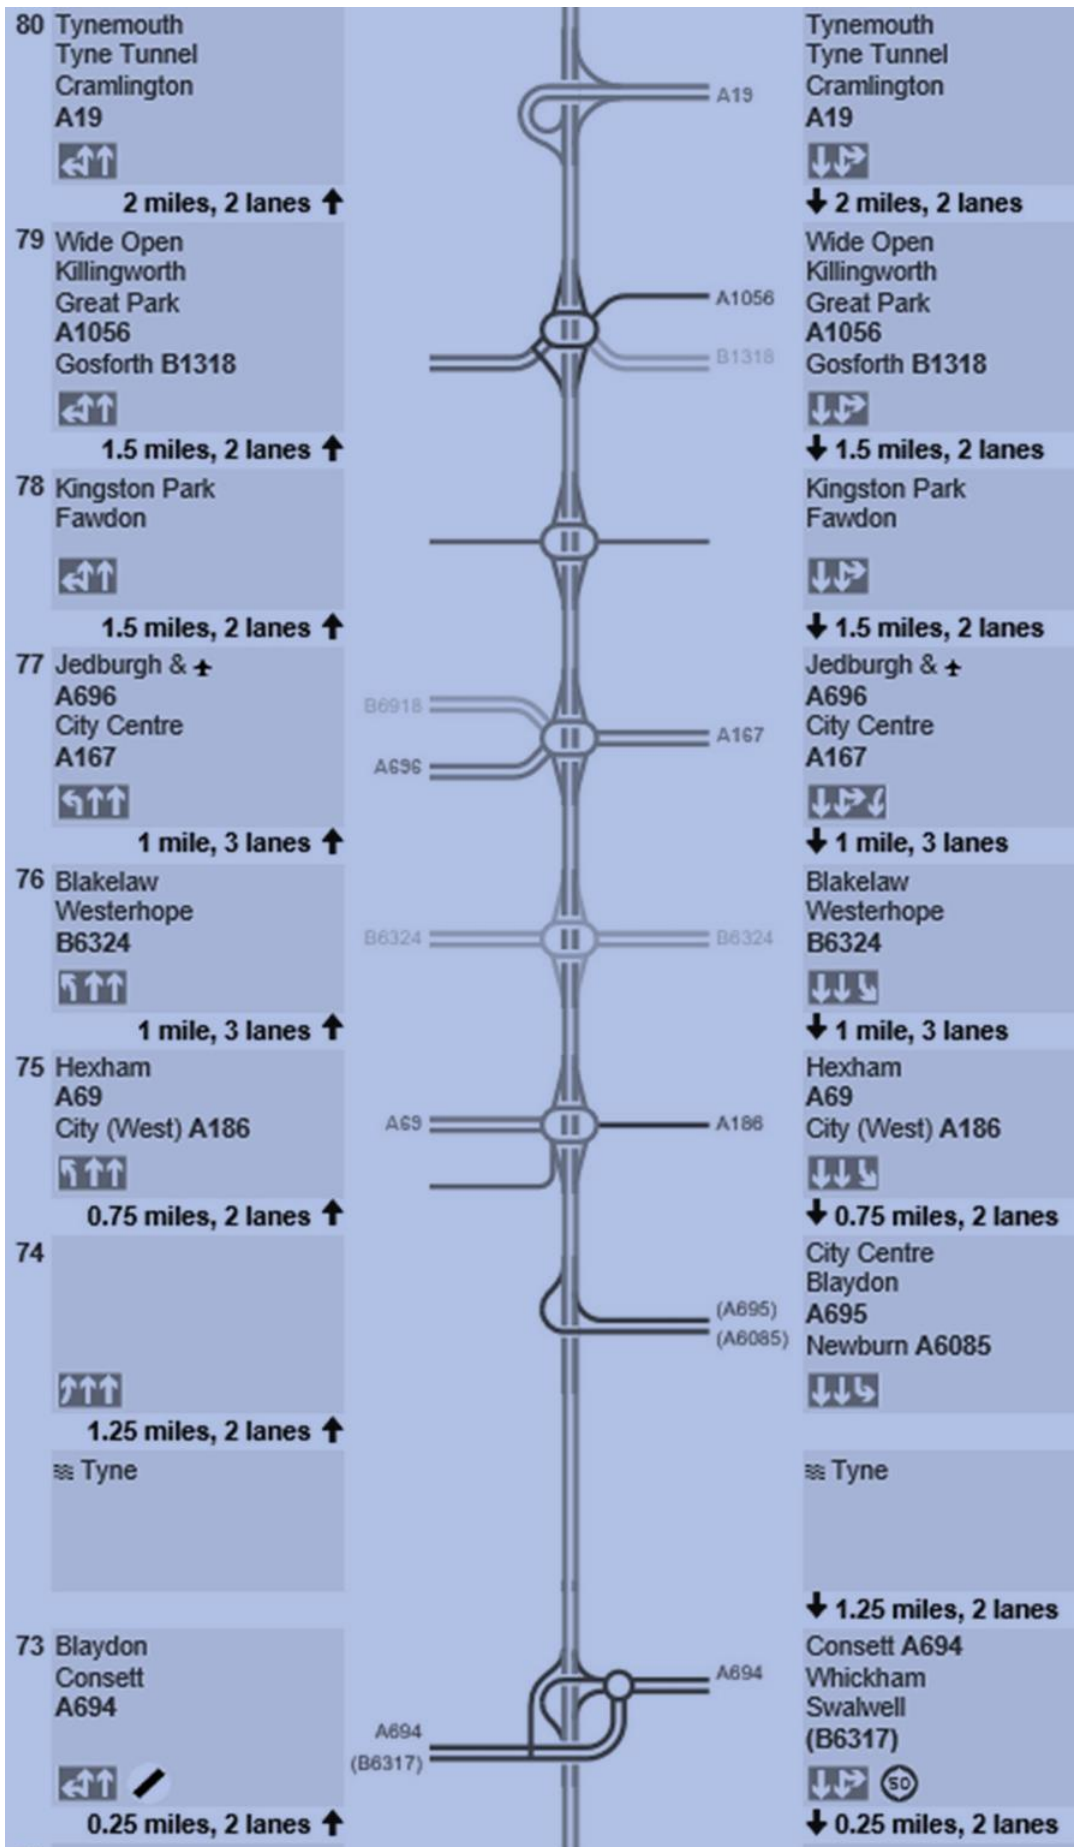 80 Tynemouth
Tyne Tunnel
Cramlington
A19
2 miles, 2 lanes
A19
Tynemouth
Tyne Tunnel
Cramlington
A19
2 miles, 2 lanes
79 Wide Open
Killingworth
Great Park
A1056
Gosforth B1318
1.5 miles, 2 lanes
A1056
B1318
Wide Open
Killingworth
Great Park
A1056
Gosforth B1318
1.5 miles, 2 lanes
78 Kingston Park
Fawdon
1.5 miles, 2 lanes
Kingston Park
Fawdon
1.5 miles, 2 lanes
77 Jedburgh &
A696
City Centre
A167
1 mile, 3 lanes
B6918
A696
A167
Jedburgh &
A696
City Centre
A167
1 mile, 3 lanes
76 Blakelaw
Westerhope
B6324
1 mile, 3 lanes
B6324
B6324
Blakelaw
Westerhope
B6324
1 mile, 3 lanes
75 Hexham
A69
City (West) A186
0.75 miles, 2 lanes
A69
A186
Hexham
A69
City (West) A186
0.75 miles, 2 lanes
74
1.25 miles, 2 lanes
(A695)
(A6085)
City Centre
Blaydon
A695
Newburn A6085
Tyne
Tyne
1.25 miles, 2 lanes
73 Blaydon
Consett
A694
0.25 miles, 2 lanes
A694
A694
(B6317)
Consett A694
Whickham
Swalwell
(B6317)
50
0.25 miles, 2 lanes